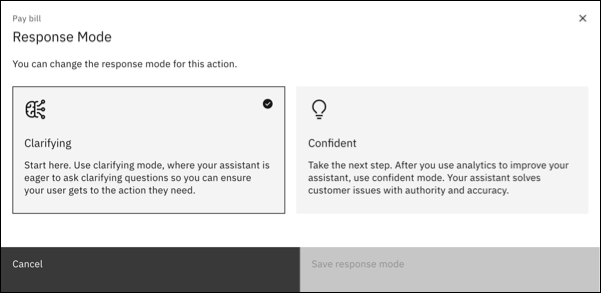 Pay bill
Response Mode
You can change the response mode for this action.
Clarifying
Start here. Use clarifying mode, where your assistant is
eager to ask clarifying questions so you can ensure
your user gets to the action they need.
Confident
Take the next step. After you use analytics to improve your
assistant, use confident mode. Your assistant solves
customer issues with authority and accuracy.
Cancel
Save response mode